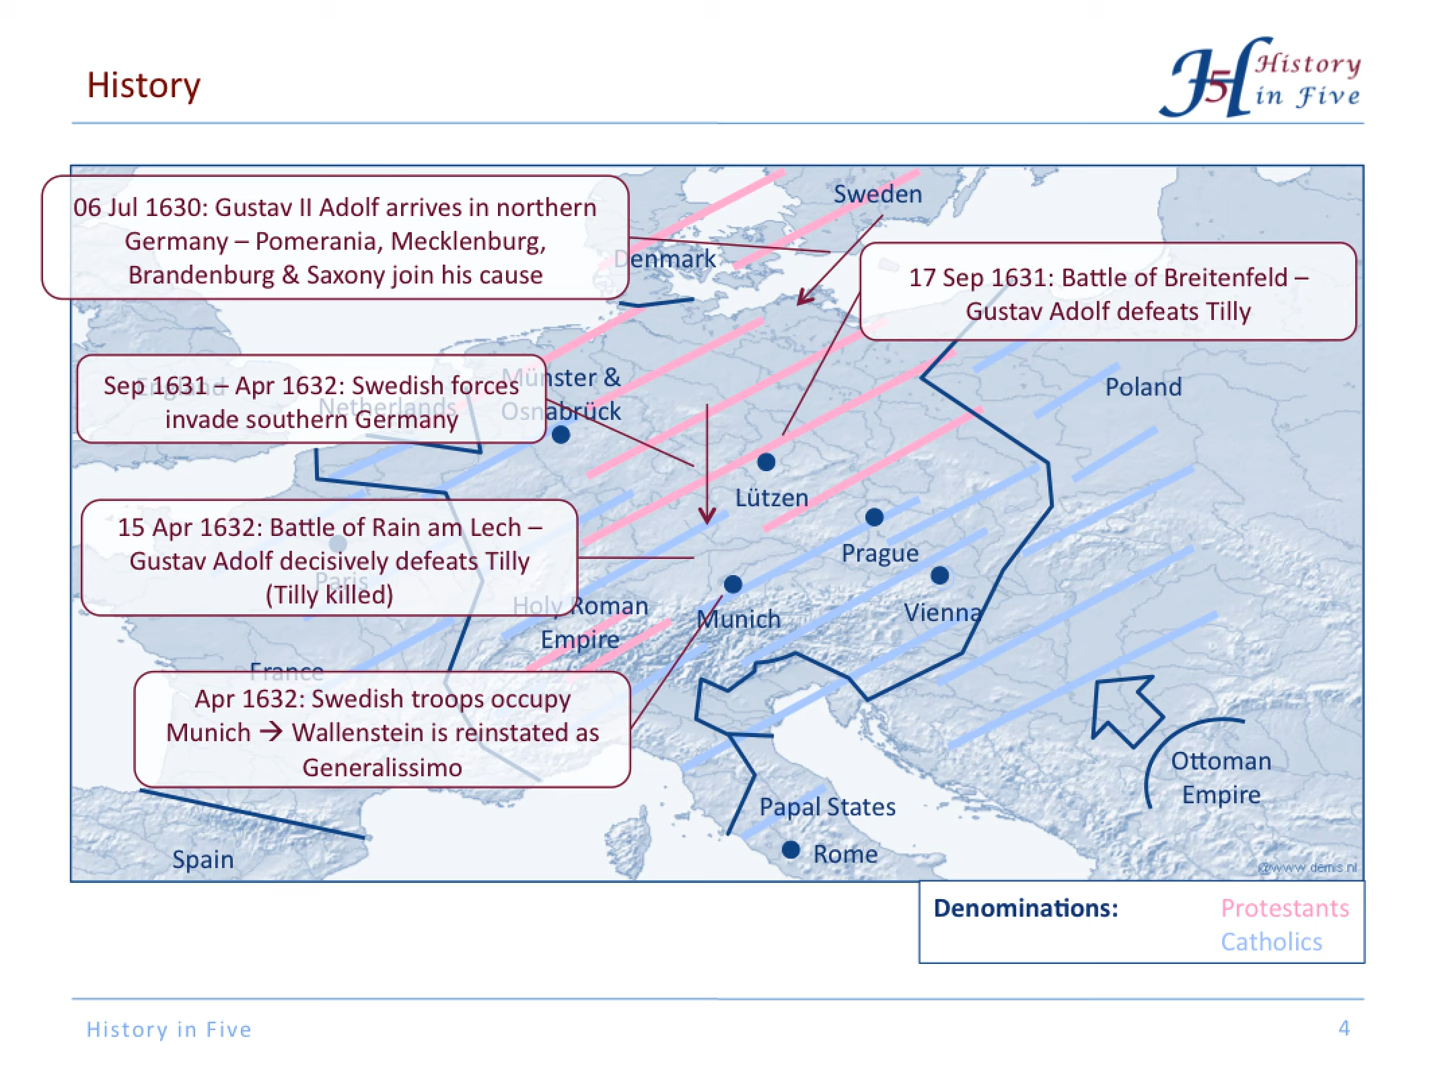 History
History
in Five
06 Jul 1630: Gustav II Adolf arrives in northern
Germany – Pomerania, Mecklenburg,
Brandenburg & Saxony join his cause
Sweden
Denmark
17 Sep 1631: Battle of Breitenfeld –
Gustav Adolf defeats Tilly
England
Netherlands
Sep 1631 – Apr 1632: Swedish forces
invade southern Germany
Münster &
Osnabrück
Poland
Lützen
15 Apr 1632: Battle of Rain am Lech –
Gustav Adolf decisively defeats Tilly
(Tilly killed)
Paris
Prague
Holy Roman
Empire
Munich
Vienna
France
Apr 1632: Swedish troops occupy
Munich → Wallenstein is reinstated as
Generalissimo
Ottoman
Empire
Papal States
Rome
Spain
@www.demis.nl
Denominations: Protestants
Catholics
History in Five
4